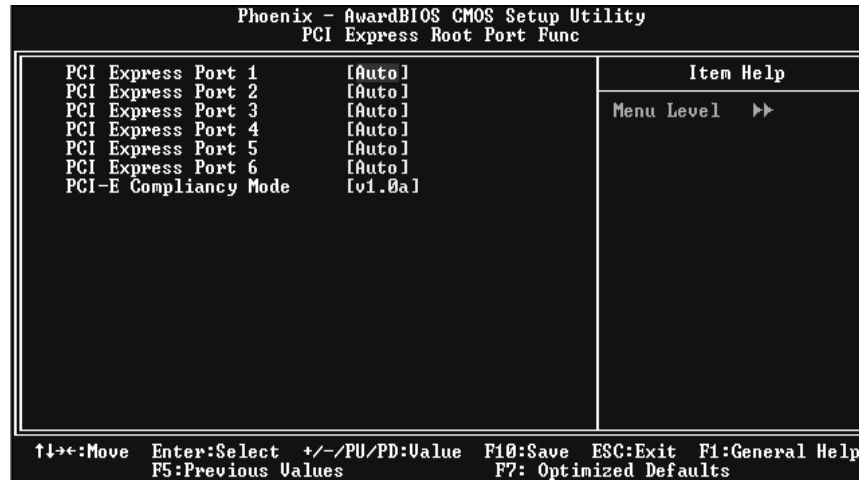 Phoenix - AwardBIOS CMOS Setup Utility
PCI Express Root Port Func
PCI Express Port 1 [Auto]
PCI Express Port 2 [Auto]
PCI Express Port 3 [Auto]
PCI Express Port 4 [Auto]
PCI Express Port 5 [Auto]
PCI Express Port 6 [Auto]
PCI-E Compliancy Mode [v1.0a]
Item Help
Menu Level ▶▶
↑↓→←:Move Enter:Select +/-/PU/PD:Value F10:Save ESC:Exit F1:General Help
F5:Previous Values F7: Optimized Defaults